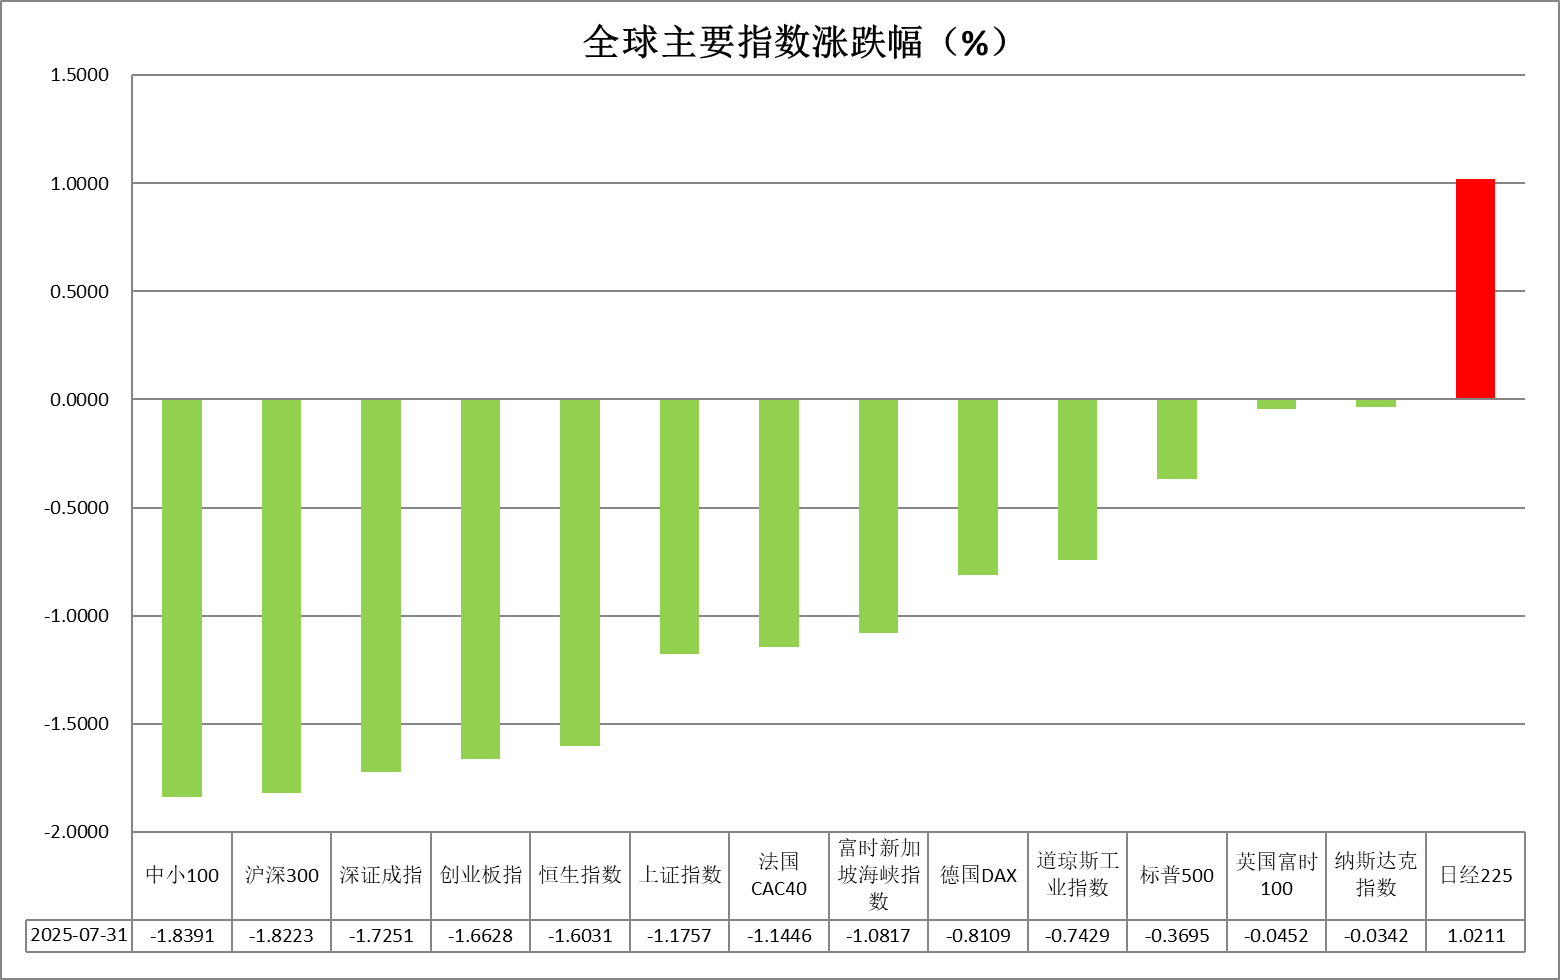 全球主要指数涨跌幅（%）
1.5000
1.0000
0.5000
0.0000
-0.5000
-1.0000
-1.5000
-2.0000
中小100
沪深300
深证成指
创业板指
恒生指数
上证指数
法国
CAC40
富时新加
坡海峡指
数
德国DAX
道琼斯工
业指数
标普500
英国富时
100
纳斯达克
指数
日经225
2025-07-31 -1.8391 -1.8223 -1.7251 -1.6628 -1.6031 -1.1757 -1.1446 -1.0817 -0.8109 -0.7429 -0.3695 -0.0452 -0.0342 1.0211